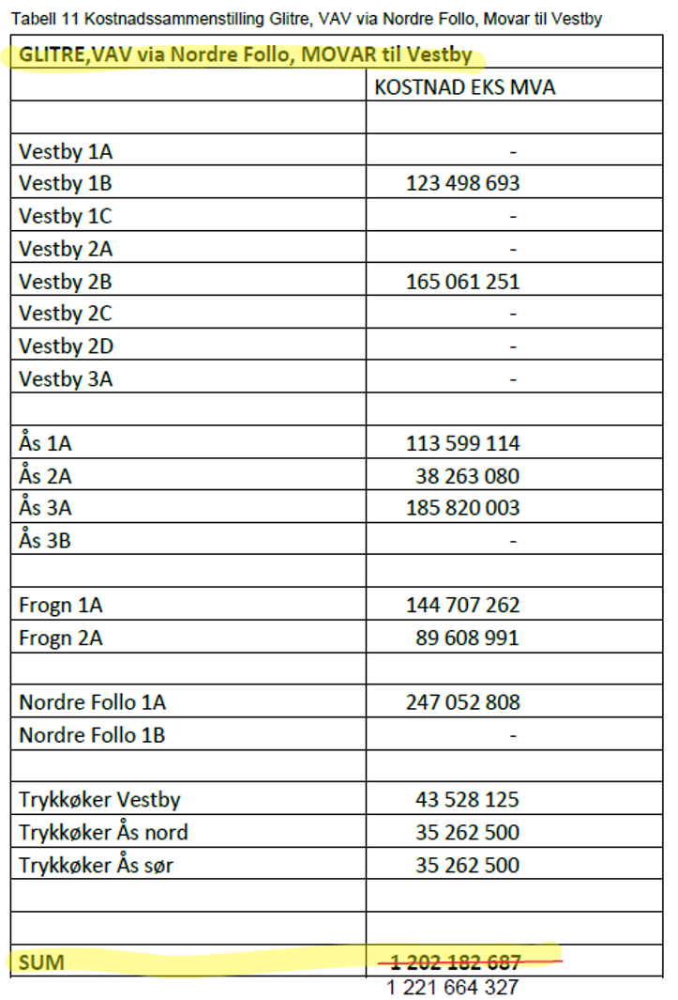 Tabell 11 Kostnadssammenstilling Glitre, VAV via Nordre Follo, Movar til Vestby
GLITRE,VAV via Nordre Follo, MOVAR til Vestby
KOSTNAD EKS MVA
Vestby 1A -
Vestby 1B 123 498 693
Vestby 1C -
Vestby 2A -
Vestby 2B 165 061 251
Vestby 2C -
Vestby 2D -
Vestby 3A -
Ås 1A 113 599 114
Ås 2A 38 263 080
Ås 3A 185 820 003
Ås 3B -
Frogn 1A 144 707 262
Frogn 2A 89 608 991
Nordre Follo 1A 247 052 808
Nordre Follo 1B -
Trykkøker Vestby 43 528 125
Trykkøker Ås nord 35 262 500
Trykkøker Ås sør 35 262 500
SUM 1 202 182 687
1 221 664 327